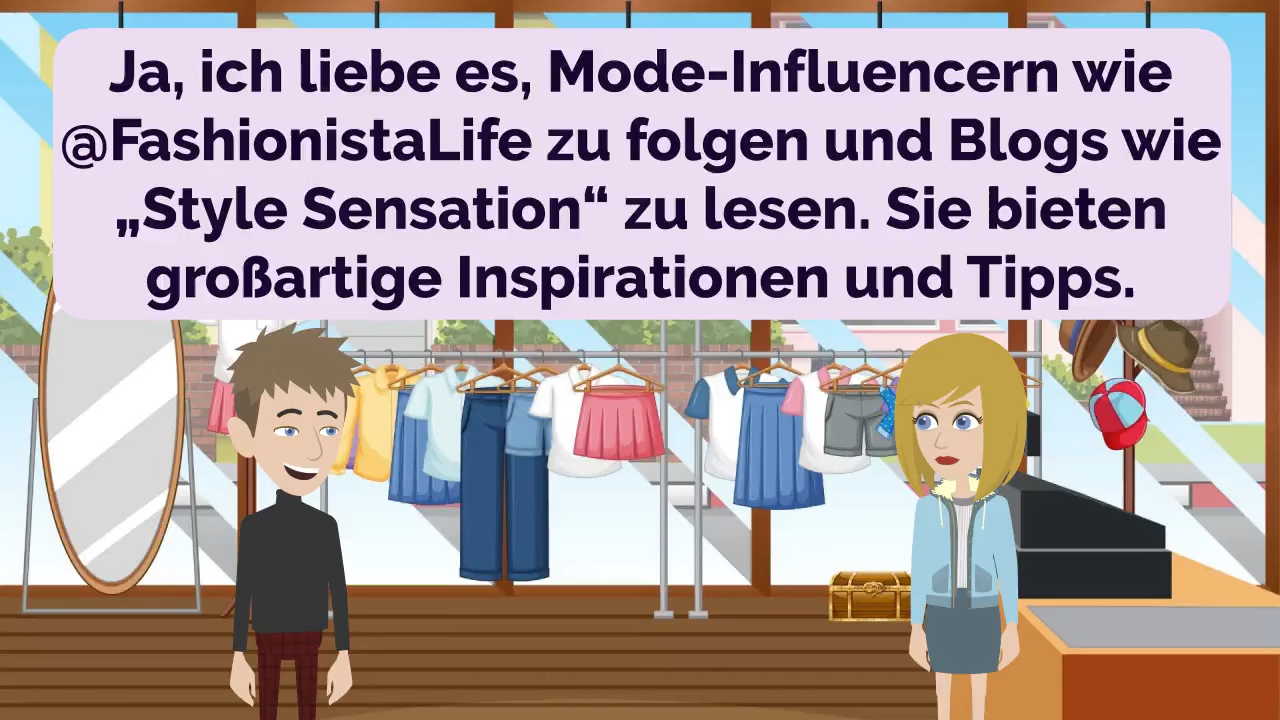 Ja, ich liebe es, Mode-Influencern wie
@FashionistaLife zu folgen und Blogs wie
„Style Sensation“ zu lesen. Sie bieten
großartige Inspirationen und Tipps.